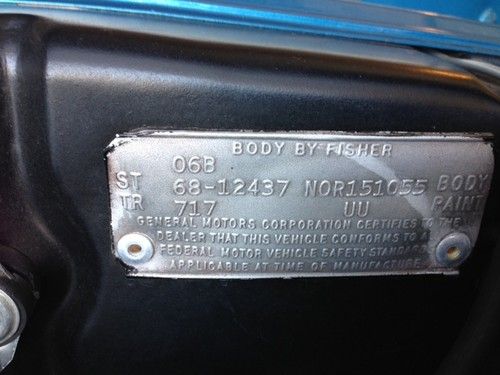 BODY BY FISHER
06B
ST 68-12437 NOR151055 BODY
TR 717 UU PAINT
GENERAL MOTORS CORPORATION CERTIFIES TO THE
DEALER THAT THIS VEHICLE CONFORMS TO A
FEDERAL MOTOR VEHICLE SAFETY STANDARDS
APPLICABLE AT TIME OF MANUFACTURE